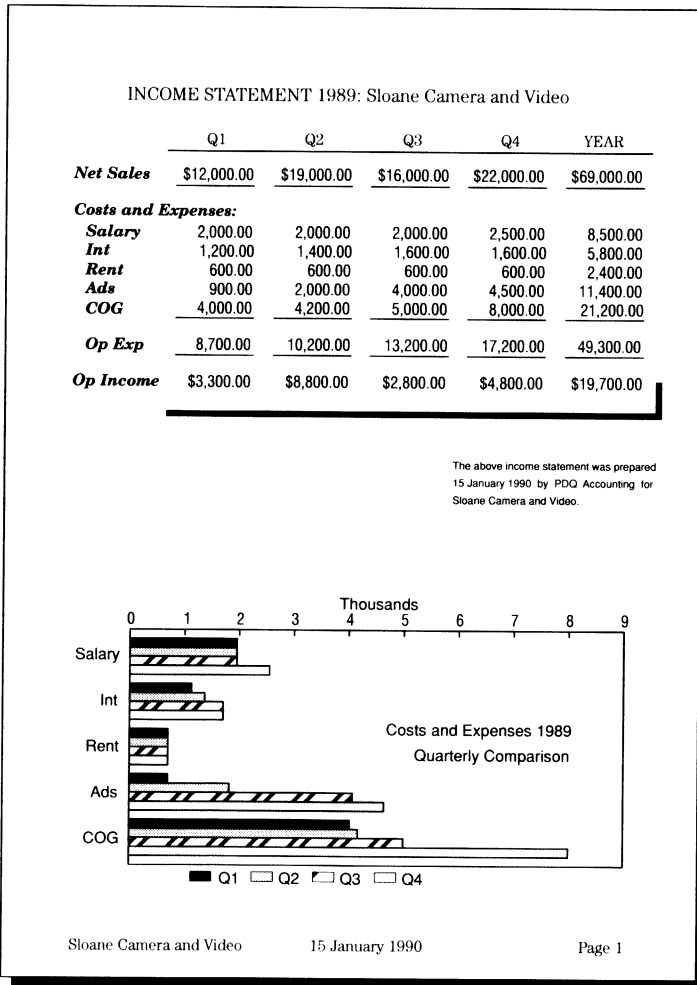 INCOME STATEMENT 1989: Sloane Camera and Video
Q1 Q2 Q3 Q4 YEAR
Net Sales $12,000.00 $19,000.00 $16,000.00 $22,000.00 $69,000.00
Costs and Expenses:
Salary 2,000.00 2,000.00 2,000.00 2,500.00 8,500.00
Int 1,200.00 1,400.00 1,600.00 1,600.00 5,800.00
Rent 600.00 600.00 600.00 600.00 2,400.00
Ads 900.00 2,000.00 4,000.00 4,500.00 11,400.00
COG 4,000.00 4,200.00 5,000.00 8,000.00 21,200.00
Op Exp 8,700.00 10,200.00 13,200.00 17,200.00 49,300.00
Op Income $3,300.00 $8,800.00 $2,800.00 $4,800.00 $19,700.00
The above income statement was prepared
15 January 1990 by PDQ Accounting for
Sloane Camera and Video.
Thousands
0 1 2 3 4 5 6 7 8 9
Salary
Int
Costs and Expenses 1989
Rent
Quarterly Comparison
Ads
COG
Q1 Q2 Q3 Q4
Sloane Camera and Video 15 January 1990 Page 1